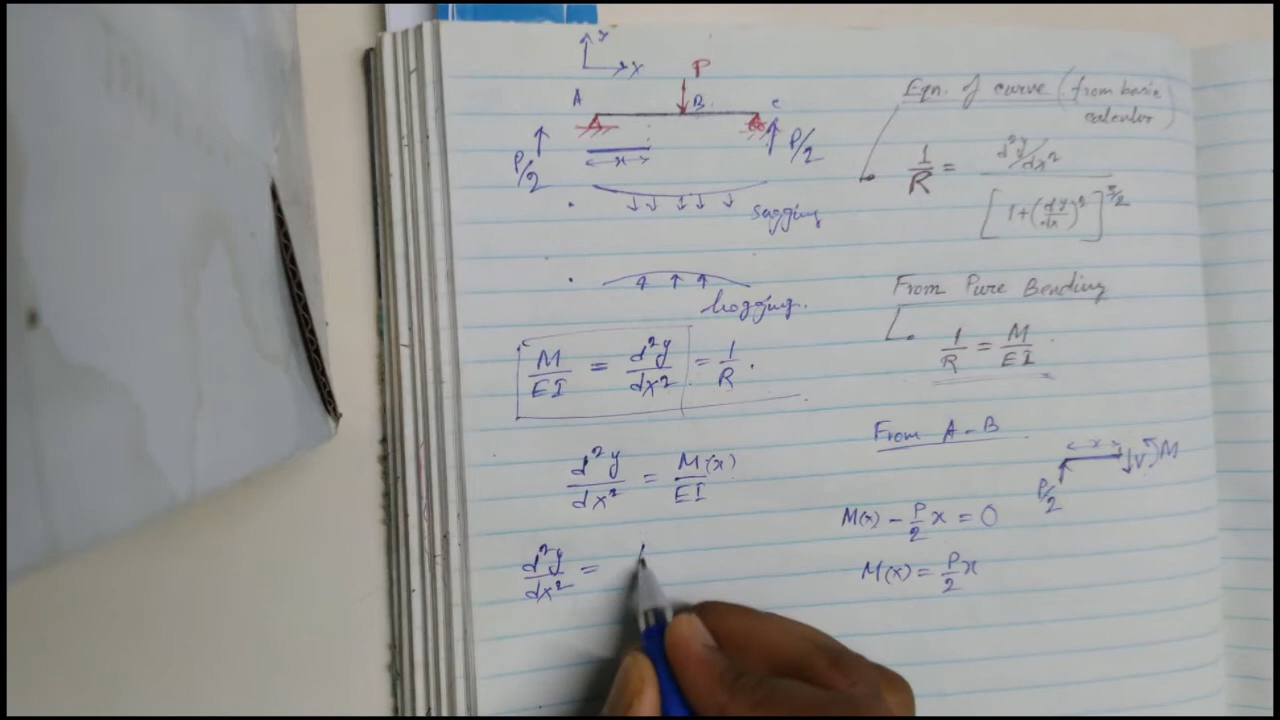 y
x
P
A
B
C
P/2
P/2
x
sagging
hogging.
M/EI = d²y/dx² = 1/R.
d²y/dx² = M(x)/EI
d²y/dx² =
Eqn. of curve (from basic
calculus)
1/R = d²y/dx² / [1+(dy/dx)²]^3/2
From Pure Bending
1/R = M/EI
From A-B
x
P/2
V
M
M(x) - P/2 x = 0
M(x) = P/2 x